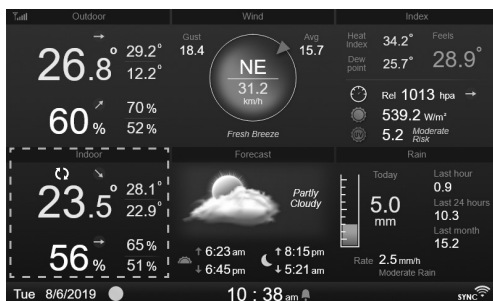 Outdoor
26.8° 29.2° 12.2°
60% 70% 52%
Wind
Gust 18.4
Avg 15.7
NE
31.2
km/h
Fresh Breeze
Index
Heat Index 34.2°
Dew point 25.7°
Feels 28.9°
Rel 1013 hpa
539.2 W/m²
UV 5.2 Moderate Risk
Indoor
23.5° 28.1° 22.9°
56% 65% 51%
Forecast
Partly Cloudy
6:23 am
6:45 pm
8:15 pm
5:21 am
Rain
Today
5.0
mm
Last hour
0.9
Last 24 hours
10.3
Last month
15.2
Rate 2.5 mm/h
Moderate Rain
Tue 8/6/2019
10 : 38 am
SYNC